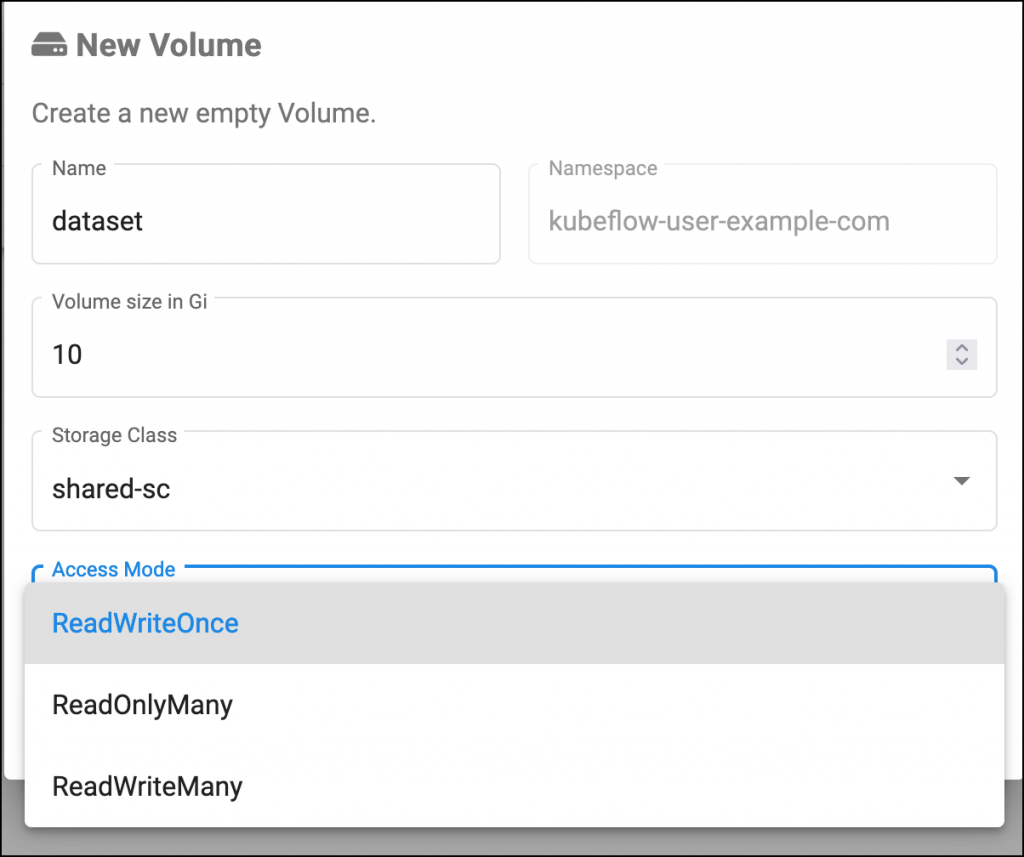 New Volume
Create a new empty Volume.
Name
dataset
Namespace
kubeflow-user-example-com
Volume size in Gi
10
Storage Class
shared-sc
Access Mode
ReadWriteOnce
ReadOnlyMany
ReadWriteMany